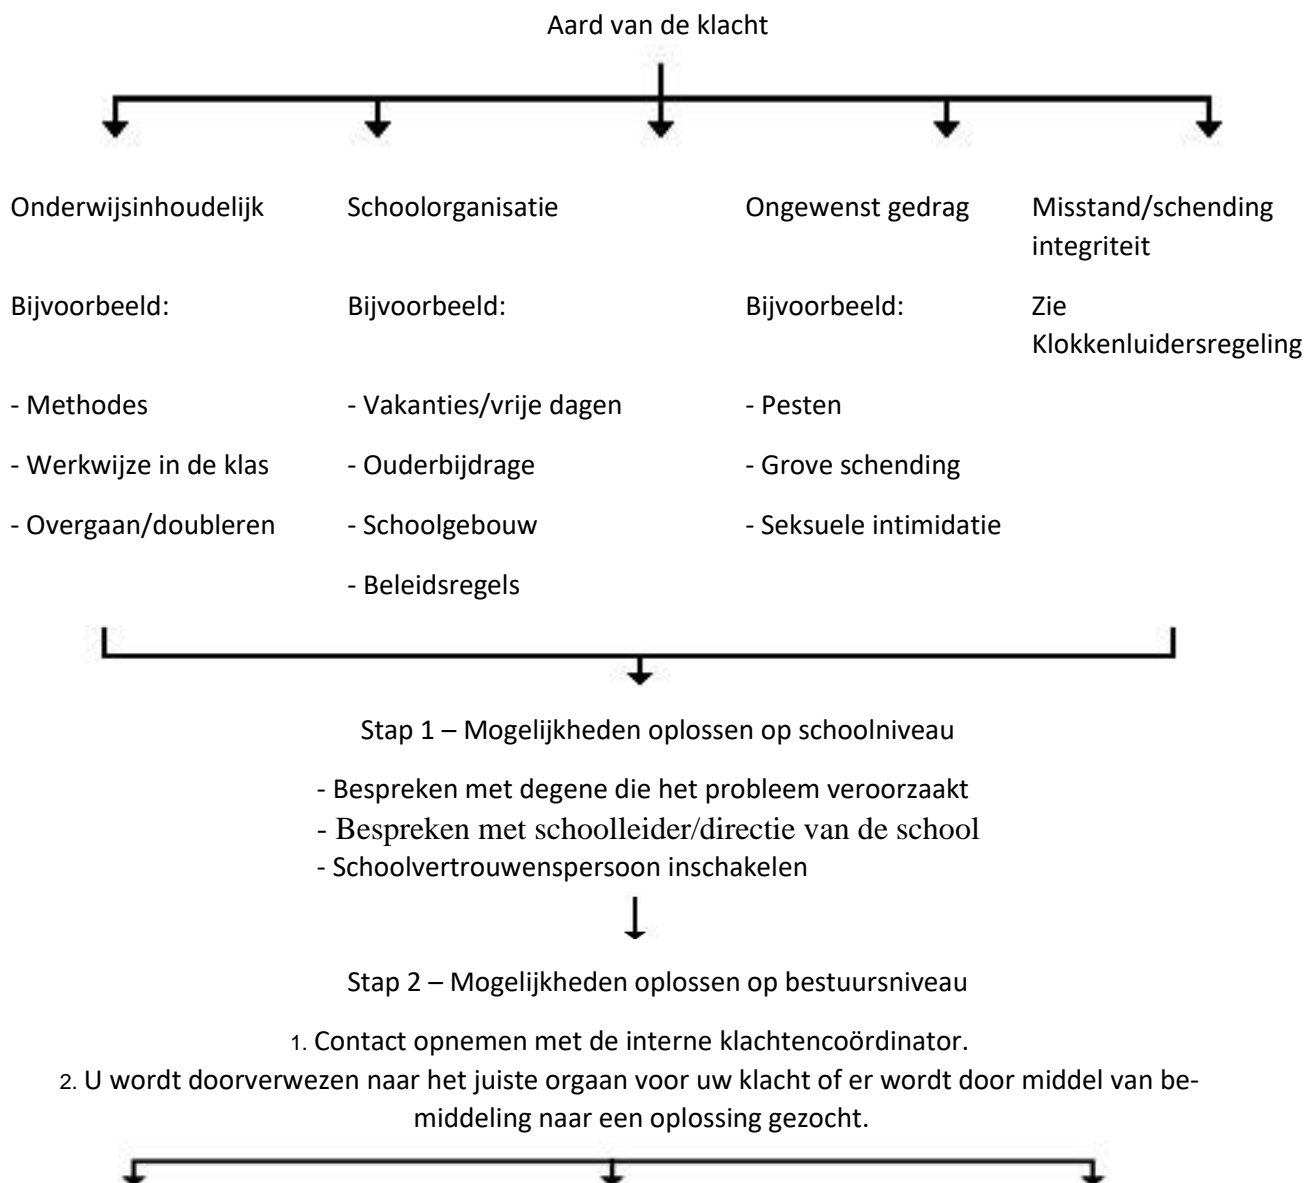 Aard van de klacht
Onderwijsinhoudelijk
Bijvoorbeeld:
- Methodes
- Werkwijze in de klas
- Overgaan/doubleren
Schoolorganisatie
Bijvoorbeeld:
- Vakanties/vrije dagen
- Ouderbijdrage
- Schoolgebouw
- Beleidsregels
Ongewenst gedrag
Bijvoorbeeld:
- Pesten
- Grove schending
- Seksuele intimidatie
Misstand/schending
integriteit
Zie
Klokkenluidersregeling
Stap 1 – Mogelijkheden oplossen op schoolniveau
- Bespreken met degene die het probleem veroorzaakt
- Bespreken met schoolleider/directie van de school
- Schoolvertrouwenspersoon inschakelen
Stap 2 – Mogelijkheden oplossen op bestuursniveau
1. Contact opnemen met de interne klachtencoördinator.
2. U wordt doorverwezen naar het juiste orgaan voor uw klacht of er wordt door middel van be-
middeling naar een oplossing gezocht.